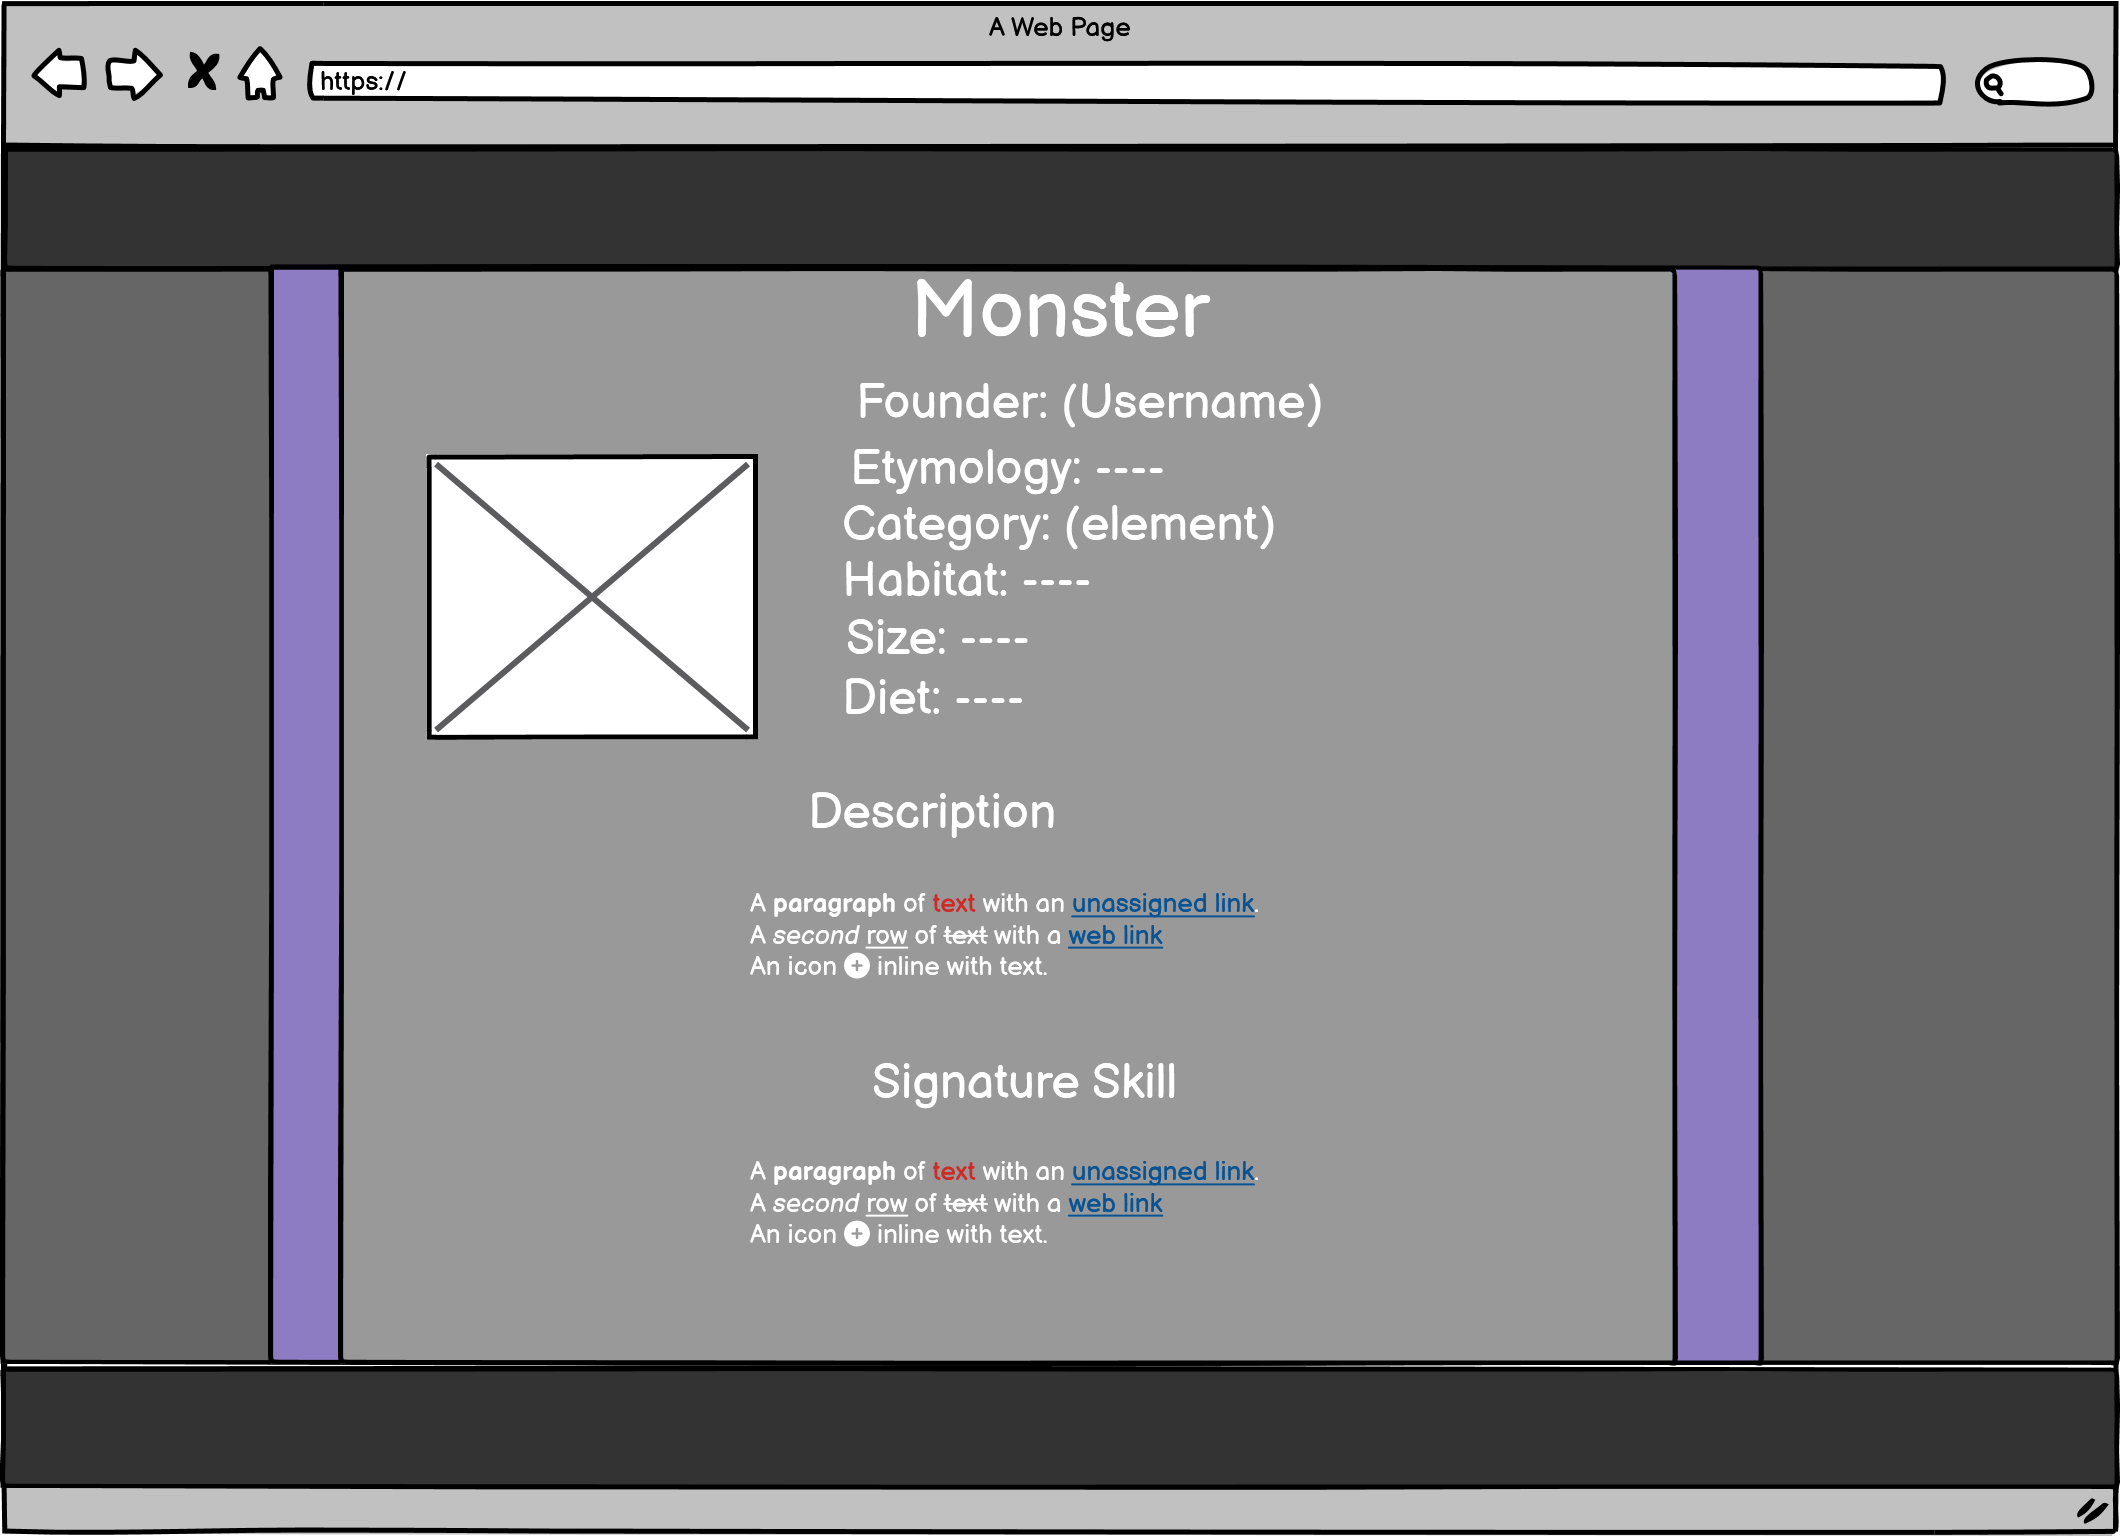 A Web Page
https://
Monster
Founder: (Username)
Etymology: ----
Category: (element)
Habitat: ----
Size: ----
Diet: ----
Description
A paragraph of text with an unassigned link.
A second row of text with a web link
An icon inline with text.
Signature Skill
A paragraph of text with an unassigned link.
A second row of text with a web link
An icon inline with text.